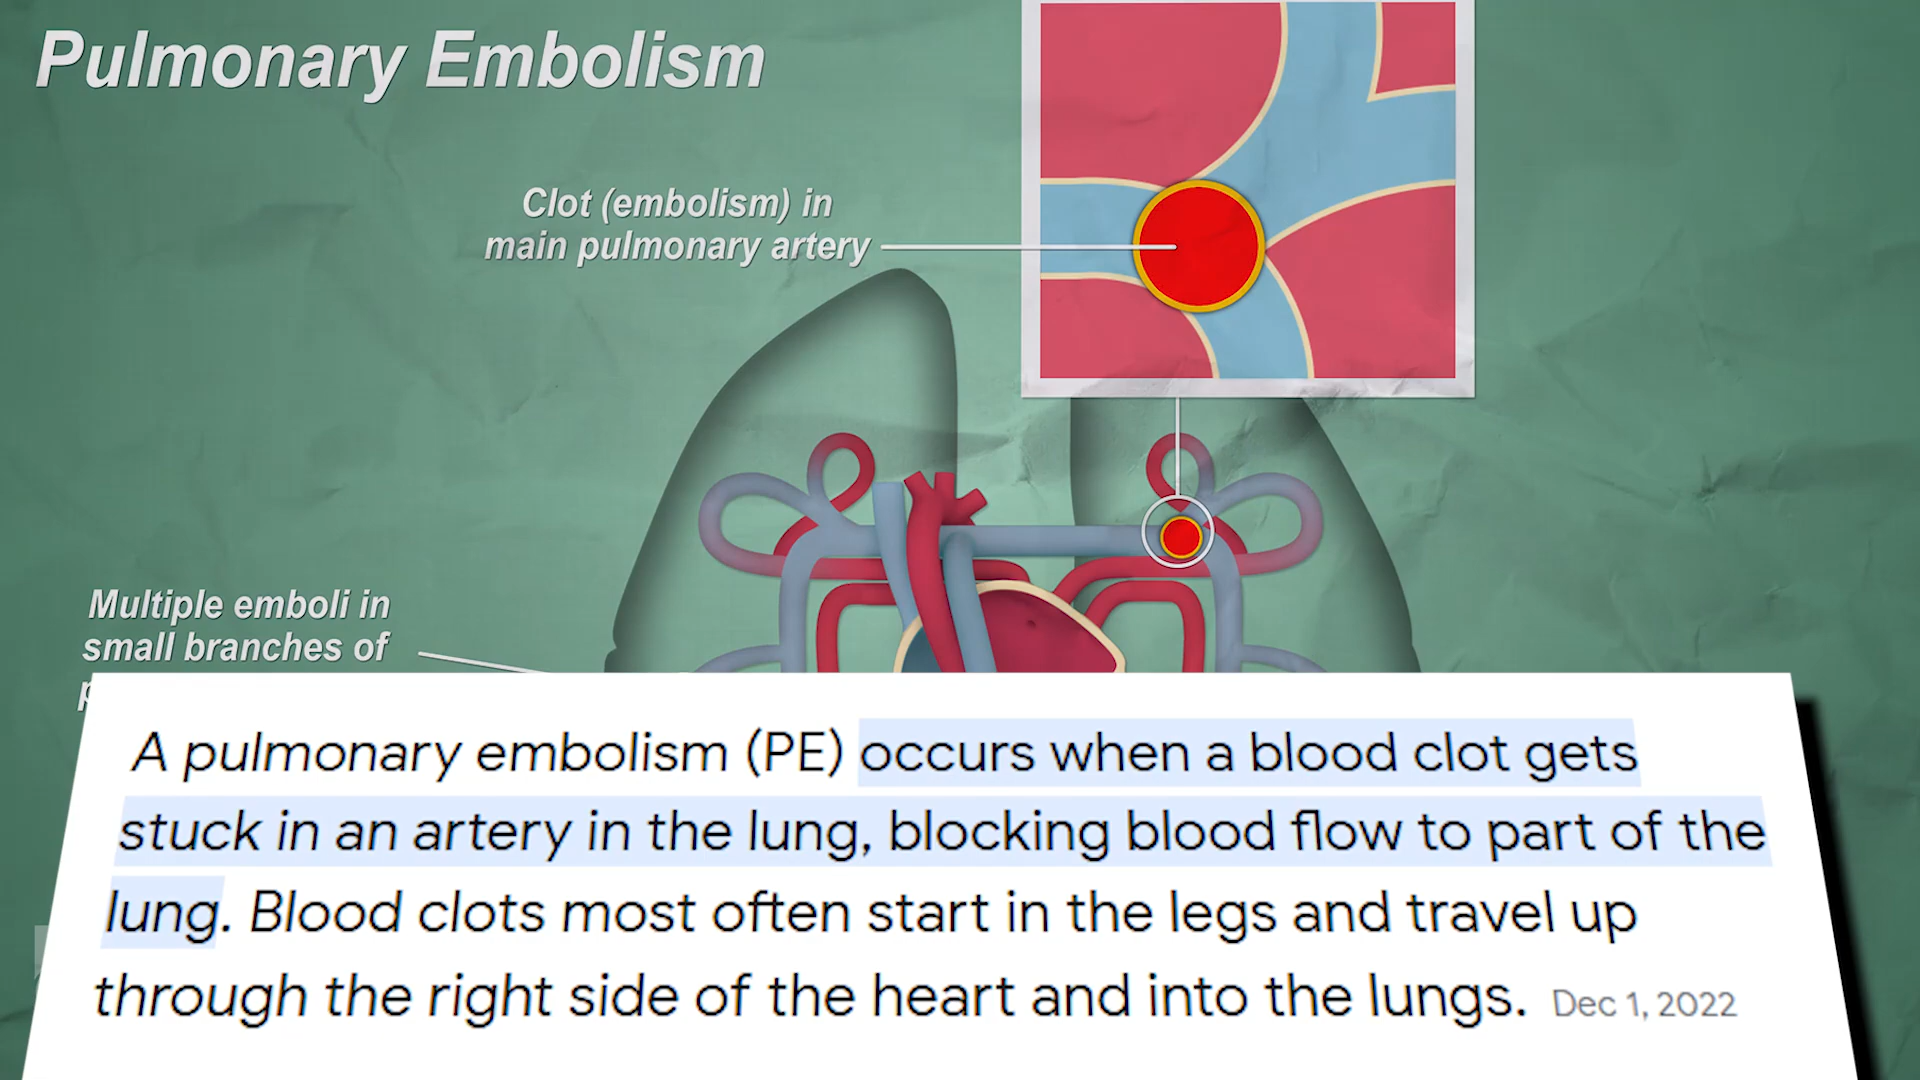 Pulmonary Embolism
Clot (embolism) in
main pulmonary artery
Multiple emboli in
small branches of
A pulmonary embolism (PE) occurs when a blood clot gets
stuck in an artery in the lung, blocking blood flow to part of the
lung. Blood clots most often start in the legs and travel up
through the right side of the heart and into the lungs. Dec 1, 2022